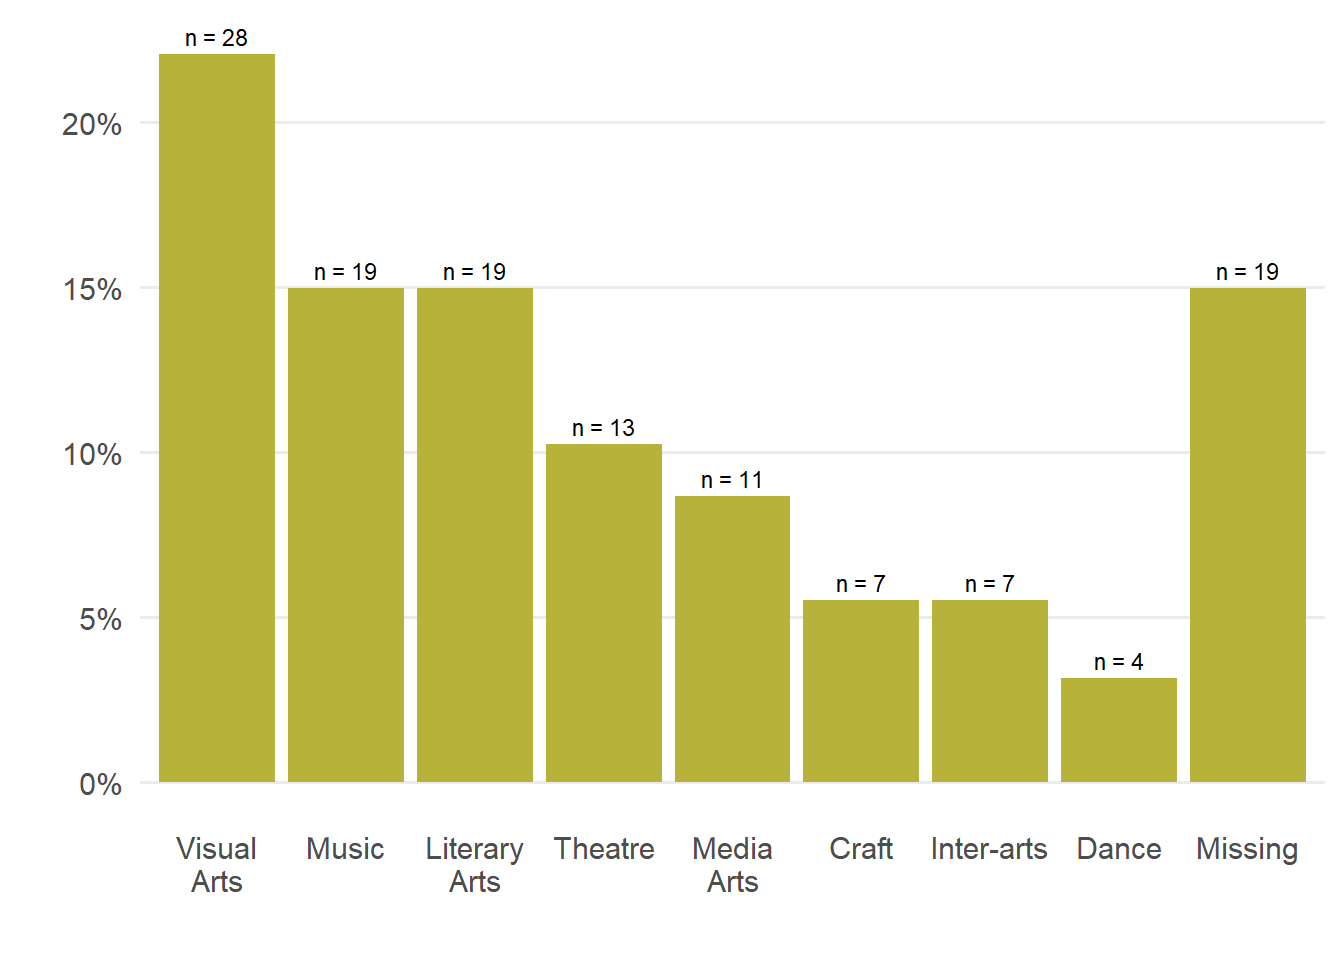 n = 28
20%
n = 19
n = 19
n = 19
15%
n = 13
10%
n = 11
n = 7
n = 7
5%
n = 4
0%
Visual
Arts
Music
Literary
Arts
Theatre
Media
Arts
Craft
Inter-arts
Dance
Missing